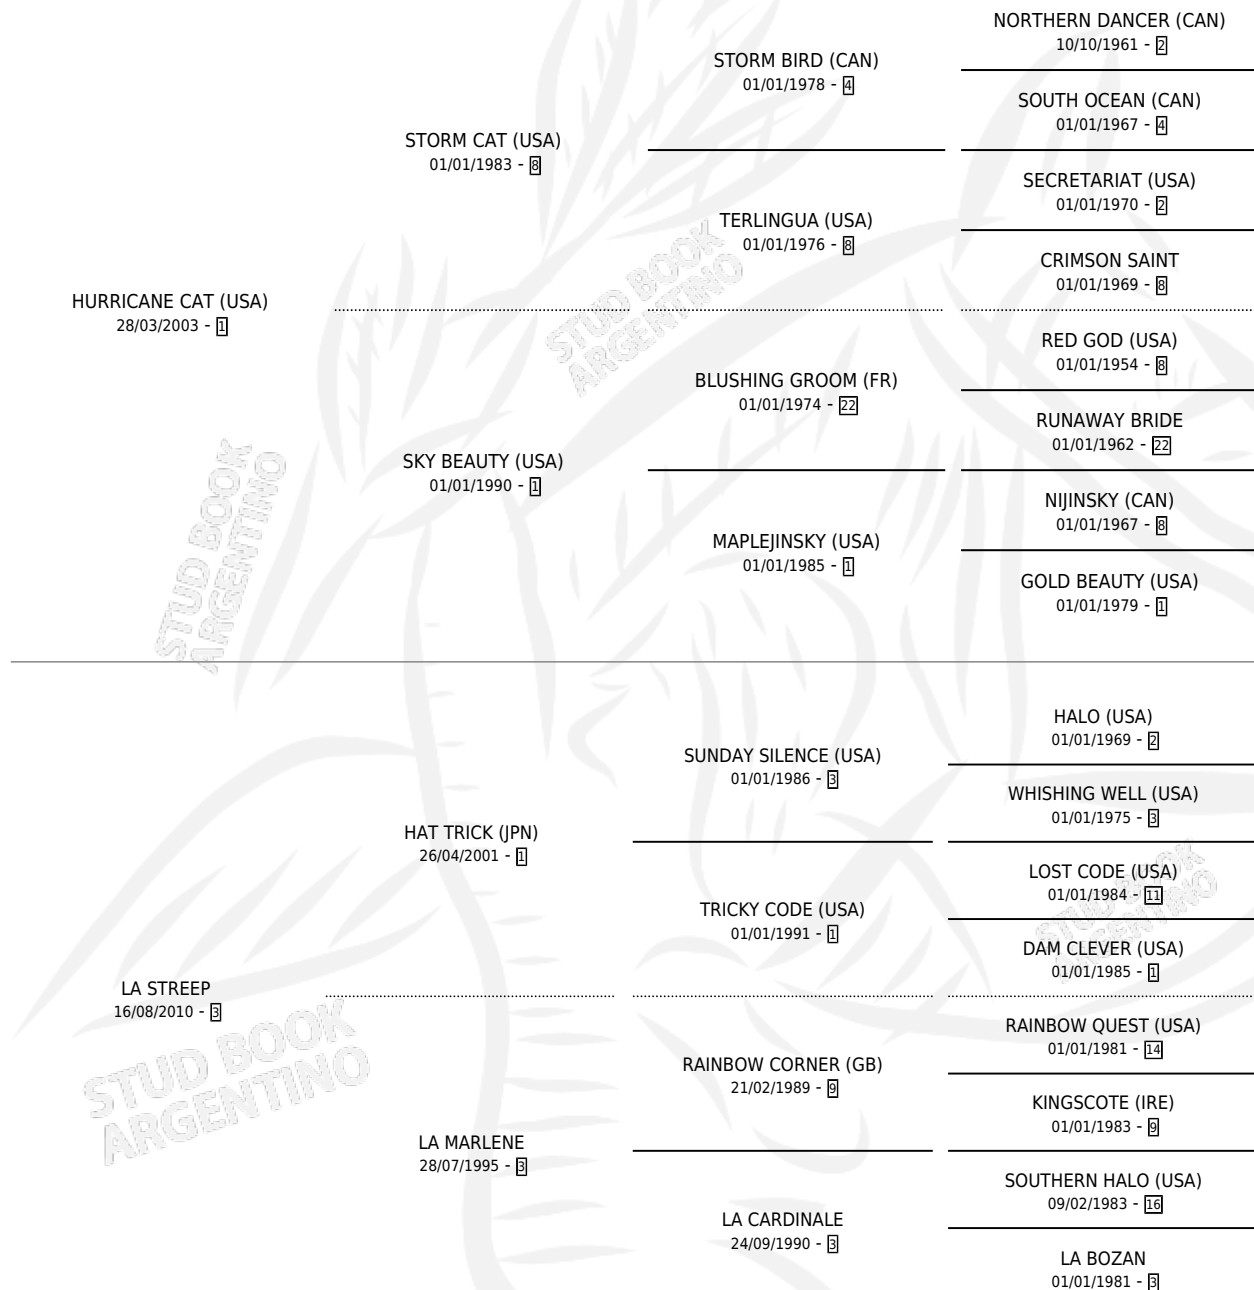 NORTHERN DANCER (CAN)
10/10/1961 - 2
STORM BIRD (CAN)
01/01/1978 - 4
SOUTH OCEAN (CAN)
01/01/1967 - 4
STORM CAT (USA)
01/01/1983 - 8
SECRETARIAT (USA)
01/01/1970 - 2
TERLINGUA (USA)
01/01/1976 - 8
CRIMSON SAINT
01/01/1969 - 8
HURRICANE CAT (USA)
28/03/2003 - 1
RED GOD (USA)
01/01/1954 - 8
BLUSHING GROOM (FR)
01/01/1974 - 22
RUNAWAY BRIDE
01/01/1962 - 22
SKY BEAUTY (USA)
01/01/1990 - 1
NIJINSKY (CAN)
01/01/1967 - 8
MAPLEJINSKY (USA)
01/01/1985 - 1
GOLD BEAUTY (USA)
01/01/1979 - 1
HALO (USA)
01/01/1969 - 2
SUNDAY SILENCE (USA)
01/01/1986 - 3
WHISHING WELL (USA)
01/01/1975 - 3
HAT TRICK (JPN)
26/04/2001 - 1
LOST CODE (USA)
01/01/1984 - 11
TRICKY CODE (USA)
01/01/1991 - 1
DAM CLEVER (USA)
01/01/1985 - 1
LA STREEP
16/08/2010 - 3
RAINBOW QUEST (USA)
01/01/1981 - 14
RAINBOW CORNER (GB)
21/02/1989 - 9
KINGSCOTE (IRE)
01/01/1983 - 9
LA MARLENE
28/07/1995 - 3
SOUTHERN HALO (USA)
09/02/1983 - 16
LA CARDINALE
24/09/1990 - 3
LA BOZAN
01/01/1981 - 3
STUD BOOK
ARGENTINO
STUD BOOK
ARGENTINO
STUD BOOK
ARGENTINO
STUD BOOK
ARGENTINO